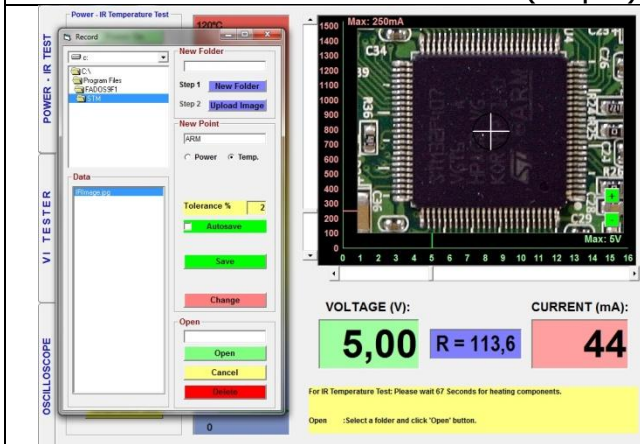 Power - IR Temperature Test
120°C
POWER - IR TEST
VI TESTER
OSCILLOSCOPE
Record
c:
C:\
Program Files
FADOS9F1
STM
Data
IRImage.jpg
New Folder
Step 1 New Folder
Step 2 Upload Image
New Point
ARM
Power Temp.
Tolerance % 2
Autosave
Save
Change
Open
Open
Cancel
Delete
0
Max: 250mA
1500
1400
1300
1200
1100
1000
900
800
700
600
500
400
300
200
100
0
C34
R36
C36
C29
C26
ARM
+
-
Max: 5V
0 1 2 3 4 5 6 7 8 9 10 11 12 13 14 15 16
VOLTAGE (V):
CURRENT (mA):
5,00
R = 113,6
44
For IR Temperature Test: Please wait 67 Seconds for heating components.
Open :Select a folder and click 'Open' button.